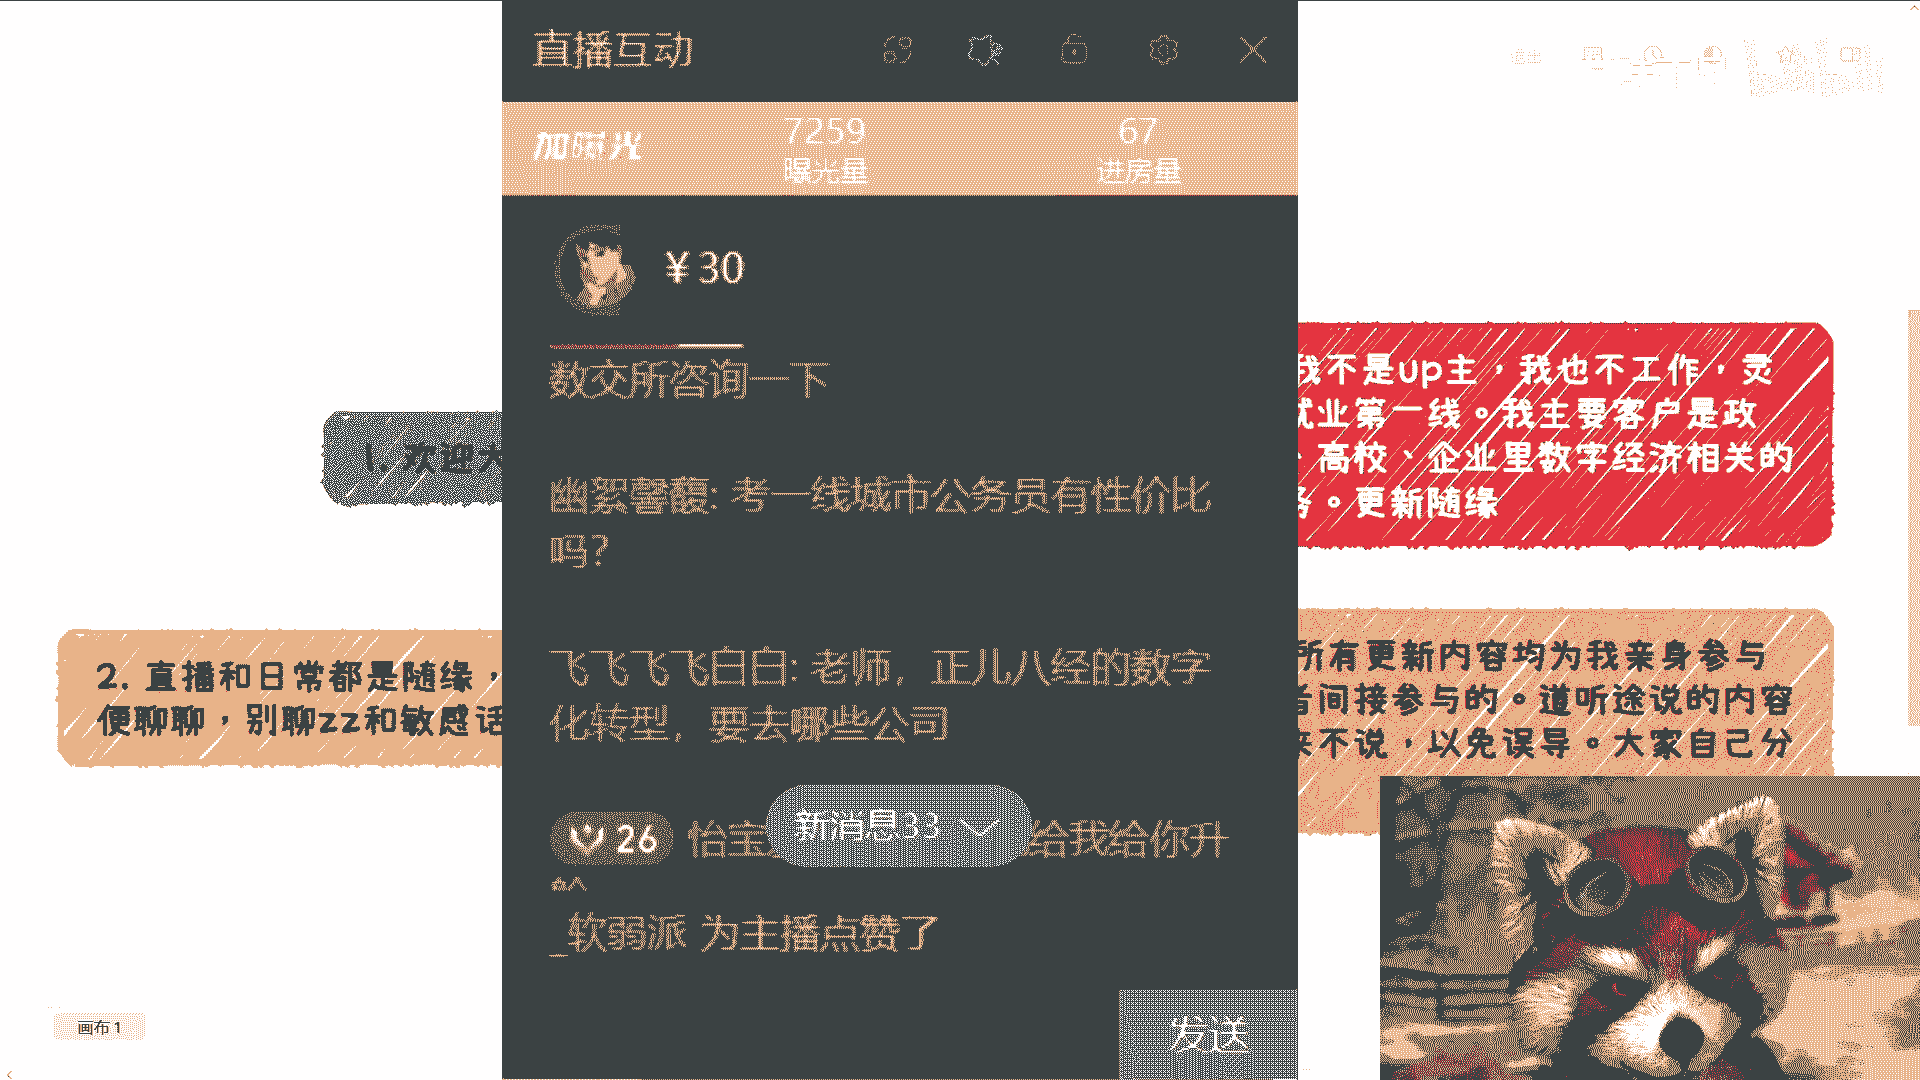 直播互动
加曝光
7259
曝光量
67
进房量
¥30
数交所咨询一下
幽絮馨馥: 考一线城市公务员有性价比
吗?
飞飞飞飞白白: 老师，正儿八经的数字
化转型，要去哪些公司
26 怡宝
新消息33
给我给你升
_软弱派 为主播点赞了
发送
1. 欢迎大
2. 直播和日常都是随缘，
便聊聊，别聊zz和敏感话
我不是up主，我也不工作，灵
就业第一线。我主要客户是政
、高校、企业里数字经济相关的
务。更新随缘
所有更新内容均为我亲身参与
者间接参与的。道听途说的内容
来不说，以免误导。大家自己分
画布 1